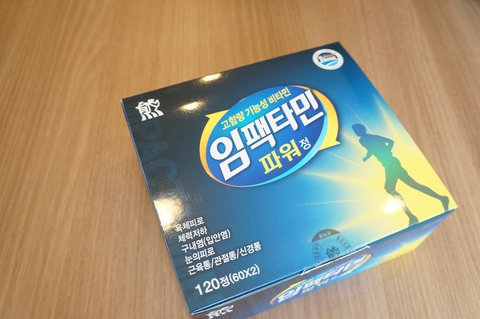 고함량 기능성 비타민
임팩타민
파워정
육체피로
체력저하
구내염(입안염)
눈의피로
근육통/관절통/신경통
120정(60X2)